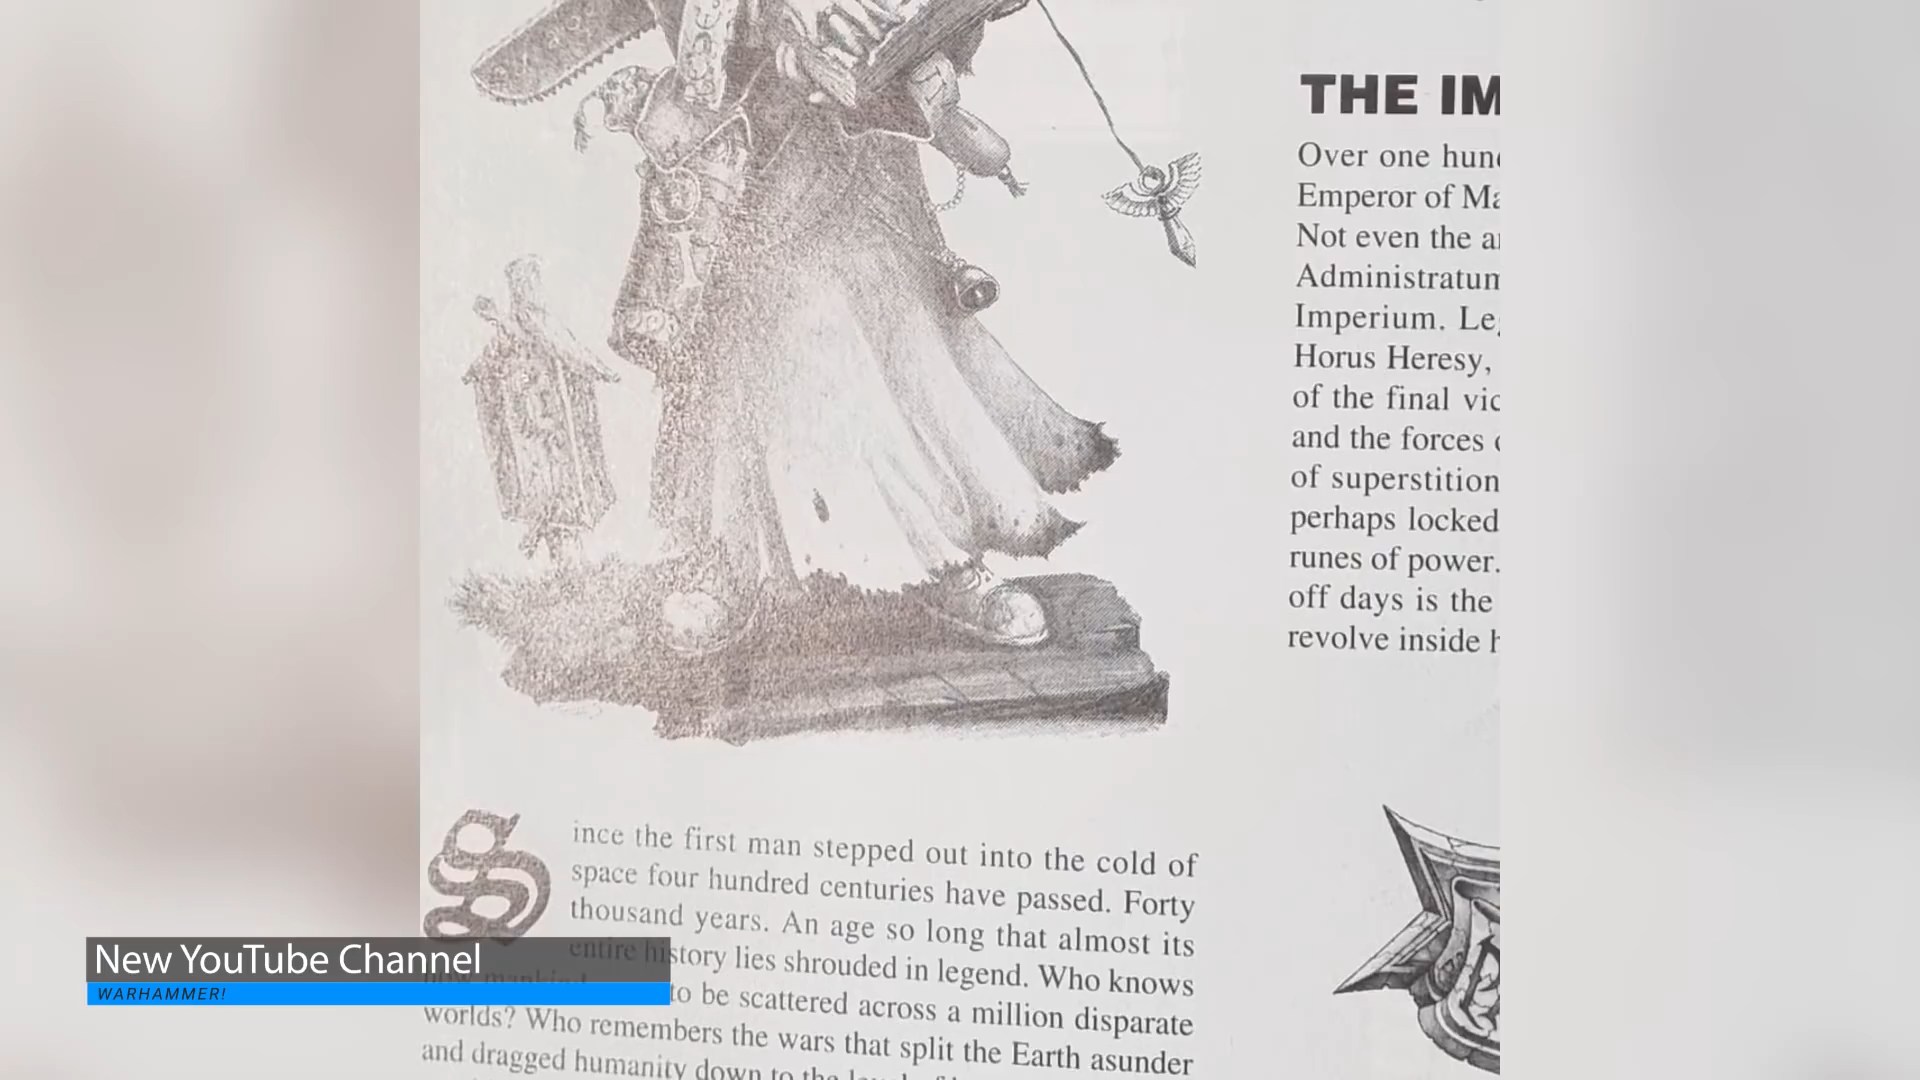 THE IM
Over one hun
Emperor of Ma
Not even the a
Administratum
Imperium. Le
Horus Heresy,
of the final vic
and the forces
of superstition
perhaps locked
runes of power.
off days is the
revolve inside h
Since the first man stepped out into the cold of
space four hundred centuries have passed. Forty
thousand years. An age so long that almost its
entire history lies shrouded in legend. Who knows
how mankind to be scattered across a million disparate
worlds? Who remembers the wars that split the Earth asunder
and dragged humanity down to the level of
New YouTube Channel
WARHAMMER!